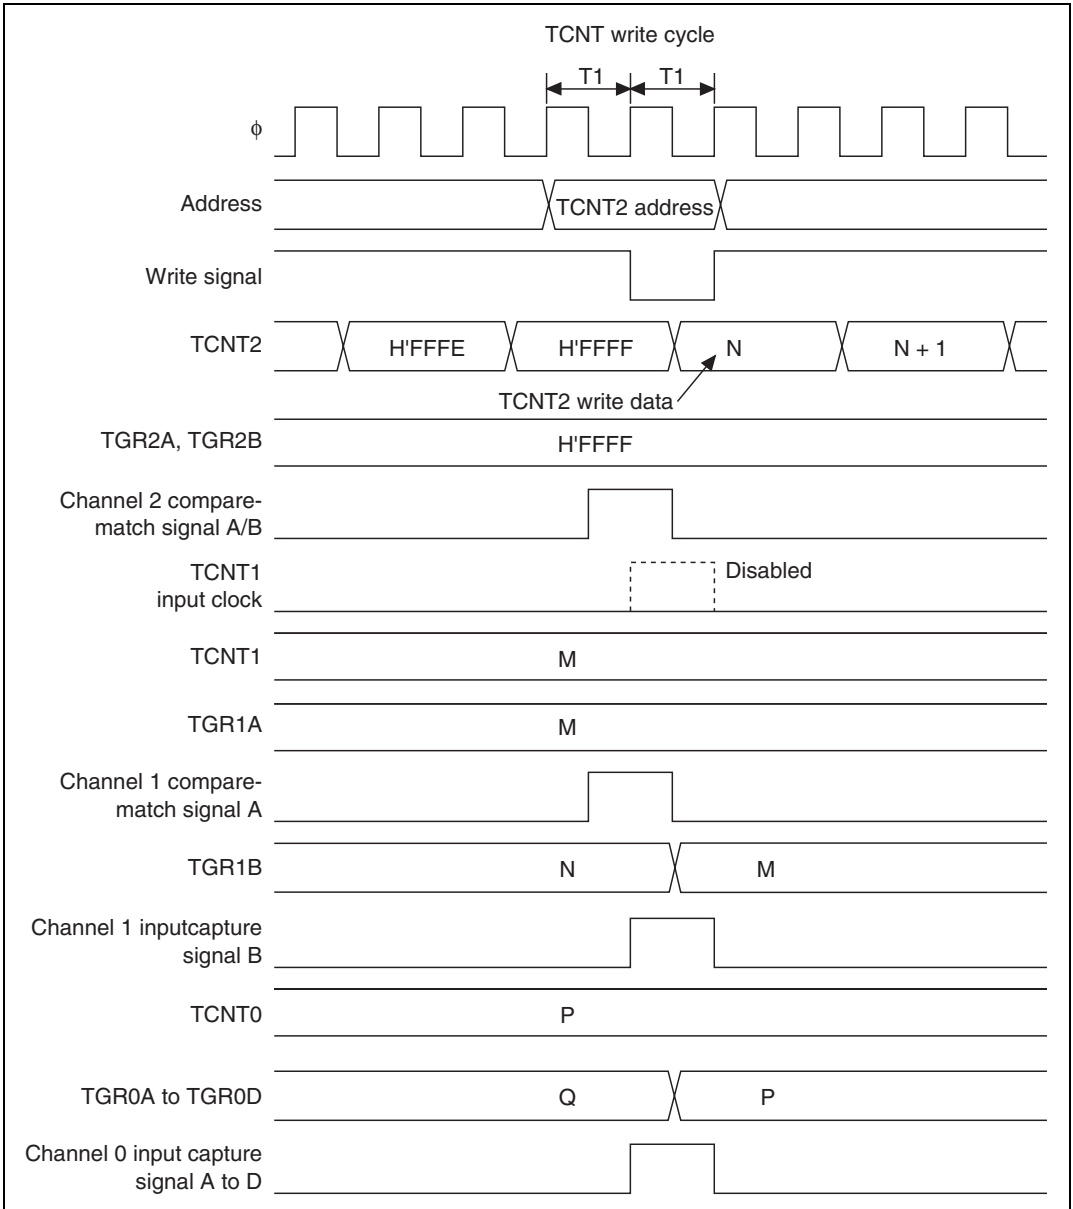 TCNT write cycle
T1 T1
ϕ
Address
TCNT2 address
Write signal
TCNT2
H'FFFE H'FFFF N N + 1
TCNT2 write data
TGR2A, TGR2B
H'FFFF
Channel 2 compare-
match signal A/B
TCNT1
input clock
Disabled
TCNT1
M
TGR1A
M
Channel 1 compare-
match signal A
TGR1B
N M
Channel 1 inputcapture
signal B
TCNT0
P
TGR0A to TGR0D
Q P
Channel 0 input capture
signal A to D